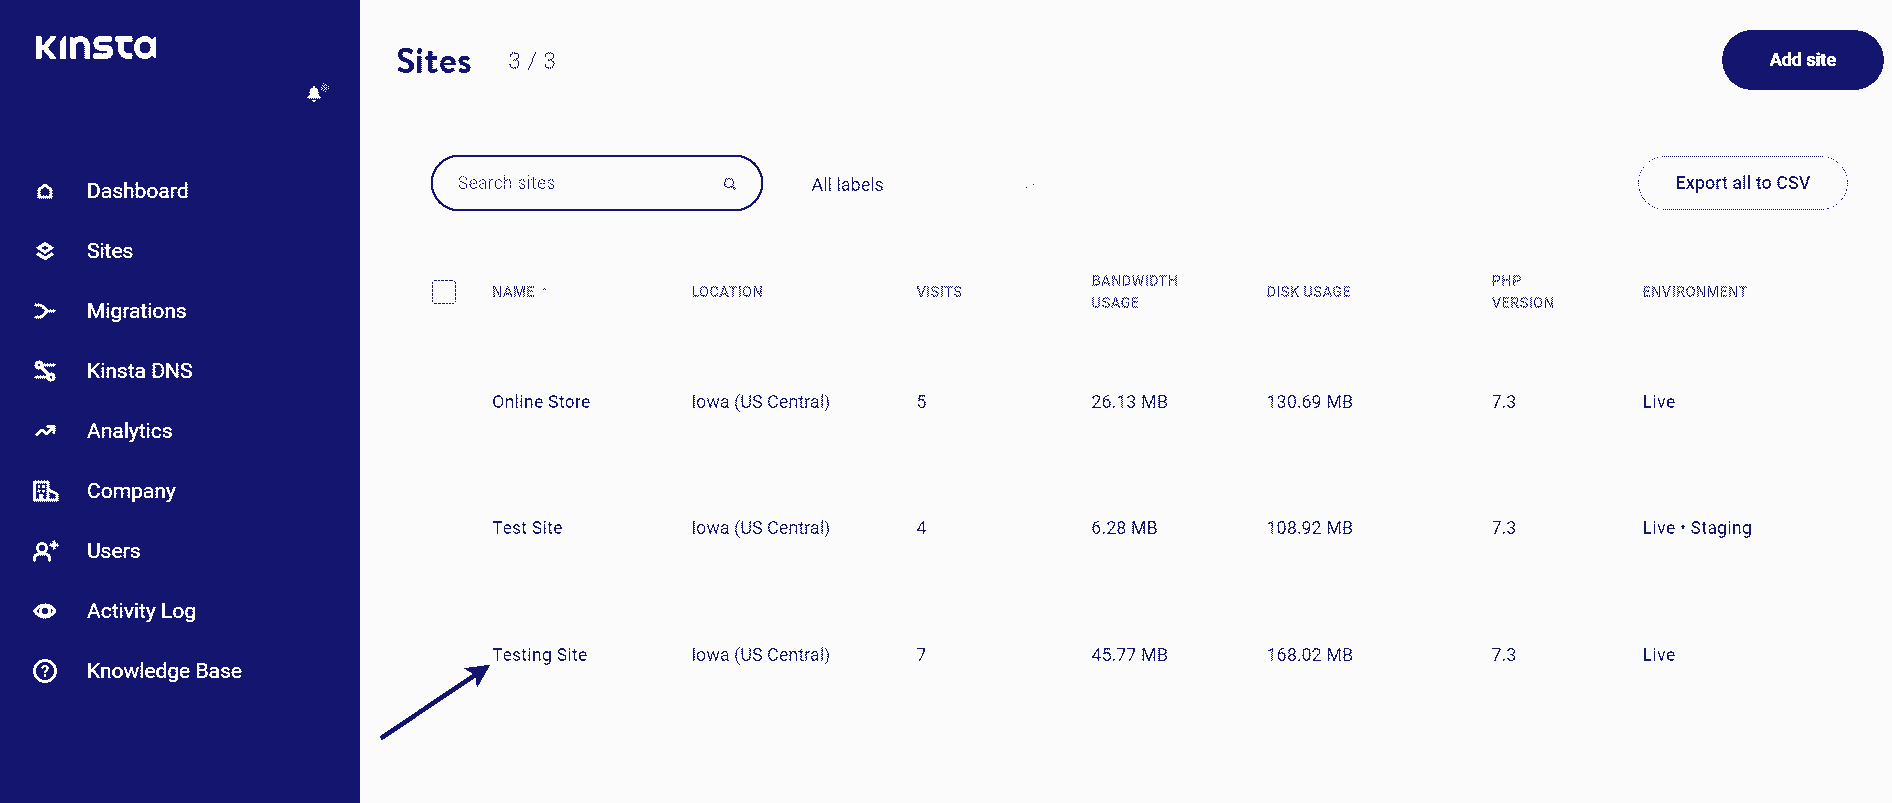 Kinsta
Dashboard
Sites
Migrations
Kinsta DNS
Analytics
Company
Users
Activity Log
Knowledge Base
Sites 3 / 3
Add site
Search sites
All labels
Export all to CSV
NAME LOCATION VISITS BANDWIDTH USAGE DISK USAGE PHP VERSION ENVIRONMENT
Online Store Iowa (US Central) 5 26.13 MB 130.69 MB 7.3 Live
Test Site Iowa (US Central) 4 6.28 MB 108.92 MB 7.3 Live • Staging
Testing Site Iowa (US Central) 7 45.77 MB 168.02 MB 7.3 Live